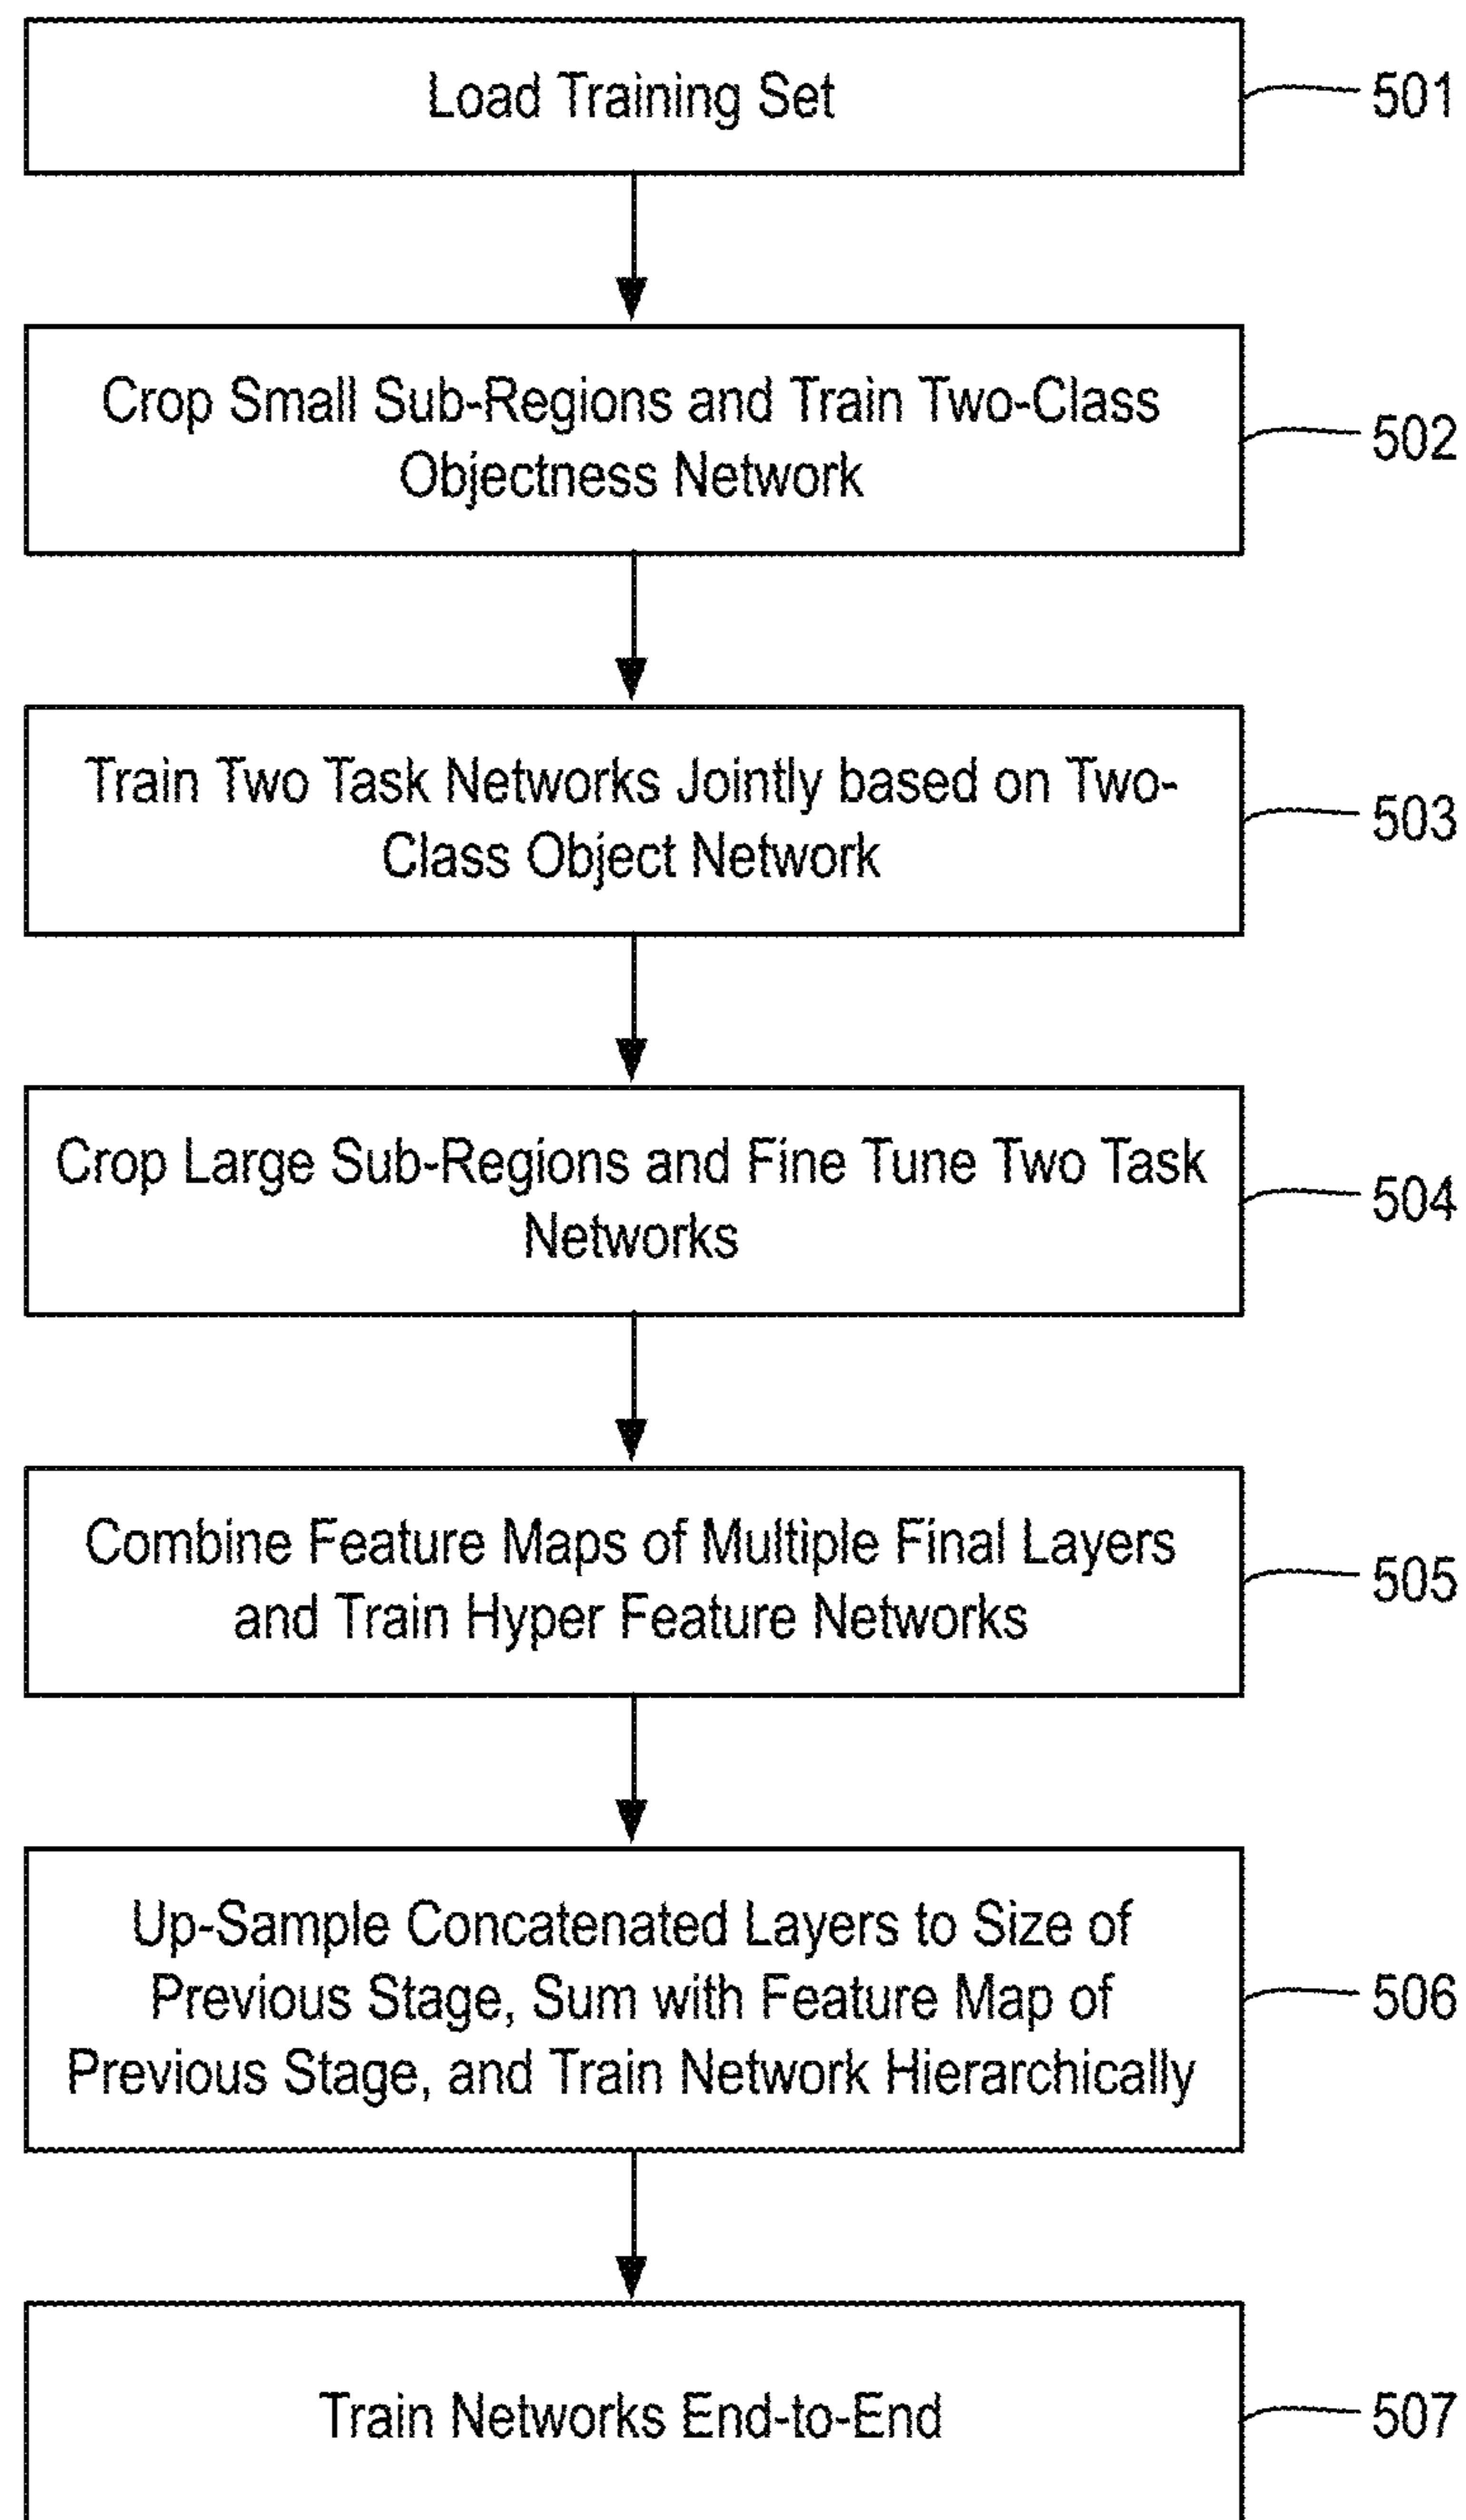 Load Training Set
501
Crop Small Sub-Regions and Train Two-Class
Objectness Network
502
Train Two Task Networks Jointly based on Two-
Class Object Network
503
Crop Large Sub-Regions and Fine Tune Two Task
Networks
504
Combine Feature Maps of Multiple Final Layers
and Train Hyper Feature Networks
505
Up-Sample Concatenated Layers to Size of
Previous Stage, Sum with Feature Map of
Previous Stage, and Train Network Hierarchically
506
Train Networks End-to-End
507